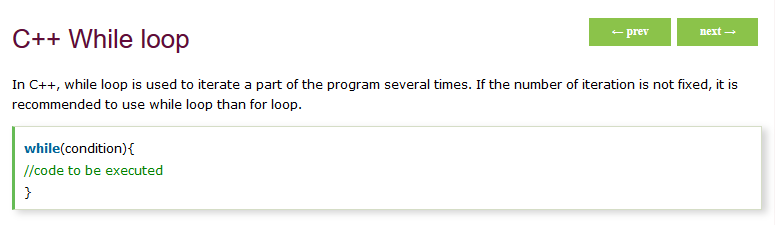 C++ While loop
← prev
next →
In C++, while loop is used to iterate a part of the program several times. If the number of iteration is not fixed, it is
recommended to use while loop than for loop.
while(condition){
//code to be executed
}